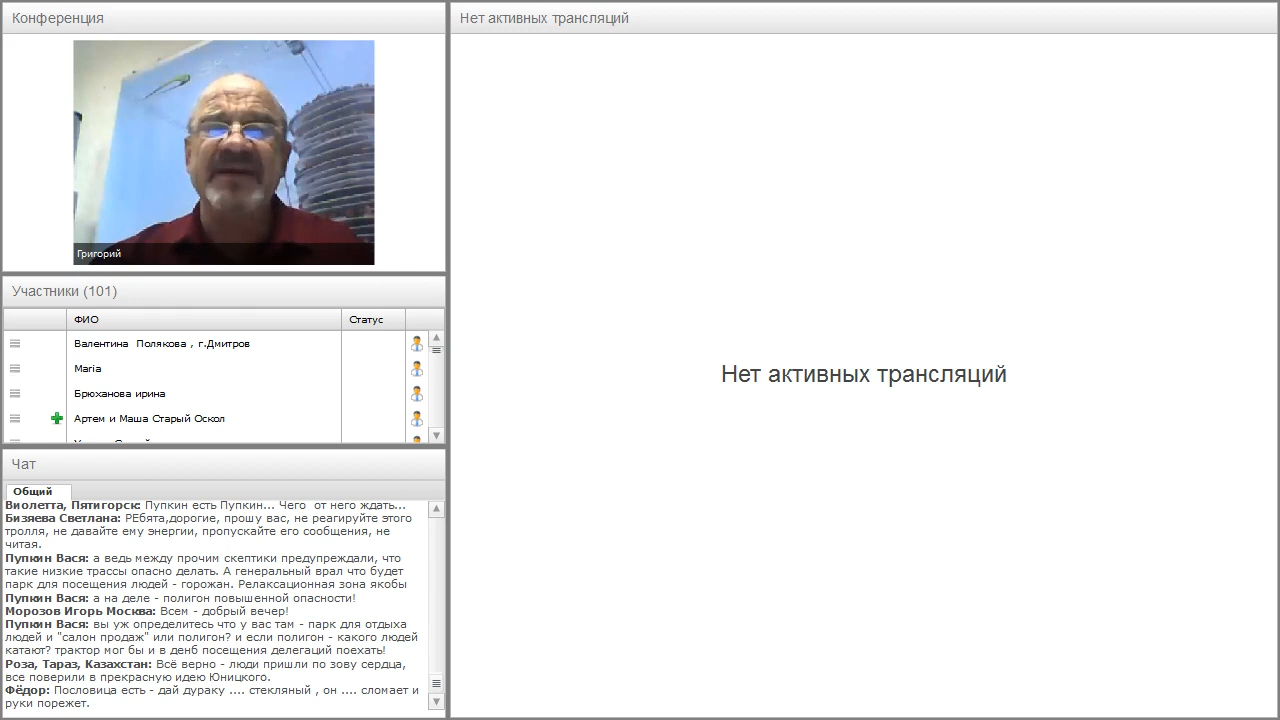 Конференция
Нет активных трансляций
Григорий
Участники (101)
ФИО
Статус
Валентина Полякова , г.Дмитров
Maria
Брюханова ирина
Артем и Маша Старый Оскол
Чат
Общий
Виолетта, Пятигорск: Пупкин есть Пупкин... Чего от него ждать...
Бизяева Светлана: РЕбята,дорогие, прошу вас, не реагируйте этого
тролля, не давайте ему энергии, пропускайте его сообщения, не
читая.
Пупкин Вася: а ведь между прочим скептики предупреждали, что
такие низкие трассы опасно делать. А генеральный врал что будет
парк для посещения людей - горожан. Релаксационная зона якобы
Пупкин Вася: а на деле - полигон повышенной опасности!
Морозов Игорь Москва: Всем - добрый вечер!
Пупкин Вася: вы уж определитесь что у вас там - парк для отдыха
людей и "салон продаж" или полигон? и если полигон - какого людей
катают? трактор мог бы и в денб посещения делегаций поехать!
Роза, Тараз, Казахстан: Всё верно - люди пришли по зову сердца,
все поверили в прекрасную идею Юницкого.
Фёдор: Пословица есть - дай дураку .... стекляный , он .... сломает и
руки порежет.
Нет активных трансляций